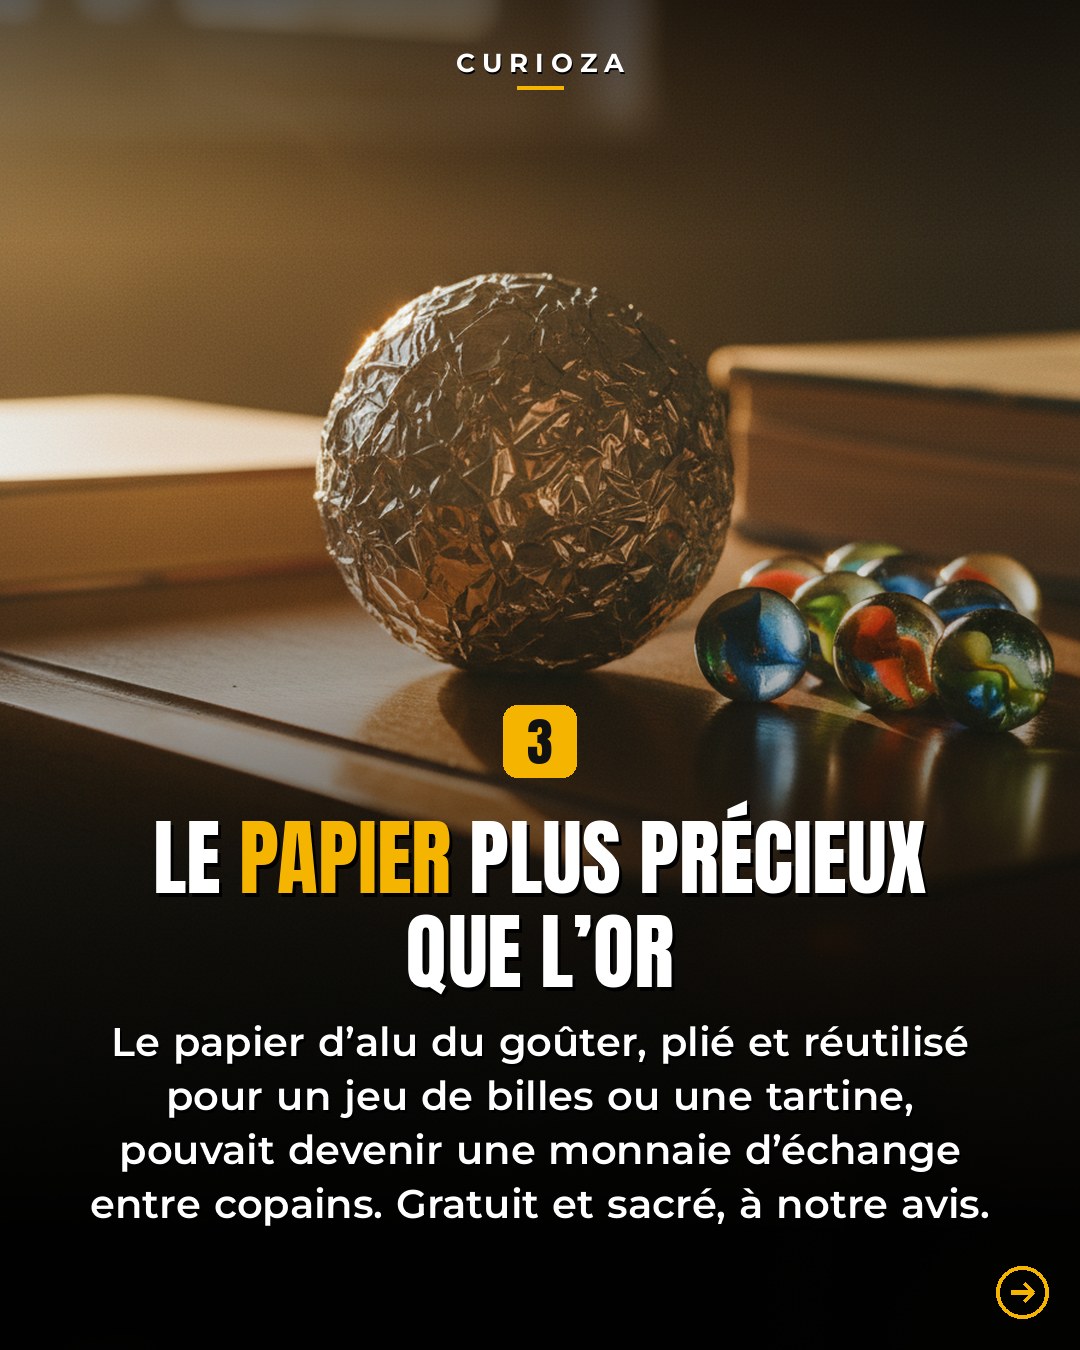 CURIOZA
3
LE PAPIER PLUS PRÉCIEUX
QUE L’OR
Le papier d’alu du goûter, plié et réutilisé
pour un jeu de billes ou une tartine,
pouvait devenir une monnaie d’échange
entre copains. Gratuit et sacré, à notre avis.